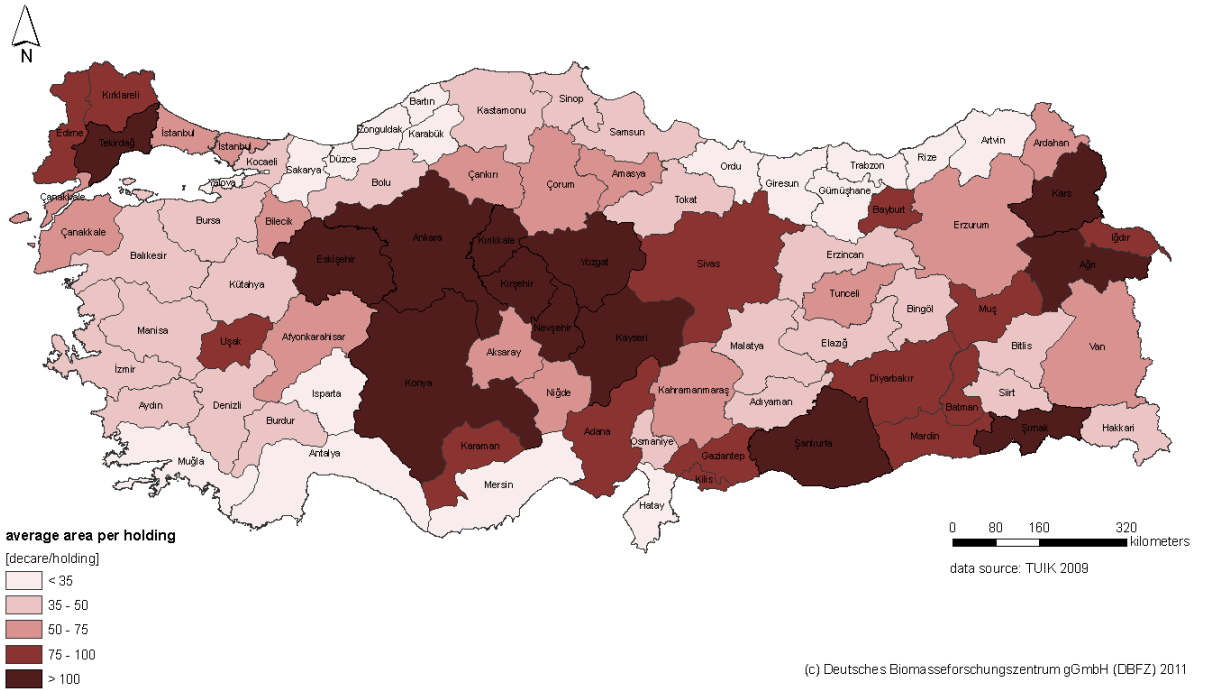 N
Kırklareli
Edirne
Tekirdağ
İstanbul
İstanbul
Kocaeli
Yalova
Sakarya
Düzce
Zonguldak
Bartın
Karabük
Kastamonu
Sinop
Samsun
Bolu
Çankırı
Çorum
Amasya
Tokat
Ordu
Giresun
Trabzon
Gümüşhane
Rize
Artvin
Ardahan
Kars
Bayburt
Erzurum
Iğdır
Ağrı
Çanakkale
Çanakkale
Balıkesir
Bursa
Bilecik
Kütahya
Eskişehir
Ankara
Kırıkkale
Kırşehir
Yozgat
Sivas
Erzincan
Tunceli
Bingöl
Muş
Bitlis
Van
Manisa
Uşak
Afyonkarahisar
İzmir
Aydın
Denizli
Burdur
Isparta
Konya
Aksaray
Nevşehir
Kayseri
Niğde
Malatya
Elazığ
Diyarbakır
Batman
Siirt
Hakkari
Şırnak
Mardin
Şanlıurfa
Adıyaman
Kahramanmaraş
Gaziantep
Kilis
Osmaniye
Adana
Hatay
Mersin
Karaman
Antalya
Muğla
average area per holding
[decare/holding]
< 35
35 - 50
50 - 75
75 - 100
> 100
0 80 160 320
kilometers
data source: TUIK 2009
(c) Deutsches Biomasseforschungszentrum gGmbH (DBFZ) 2011